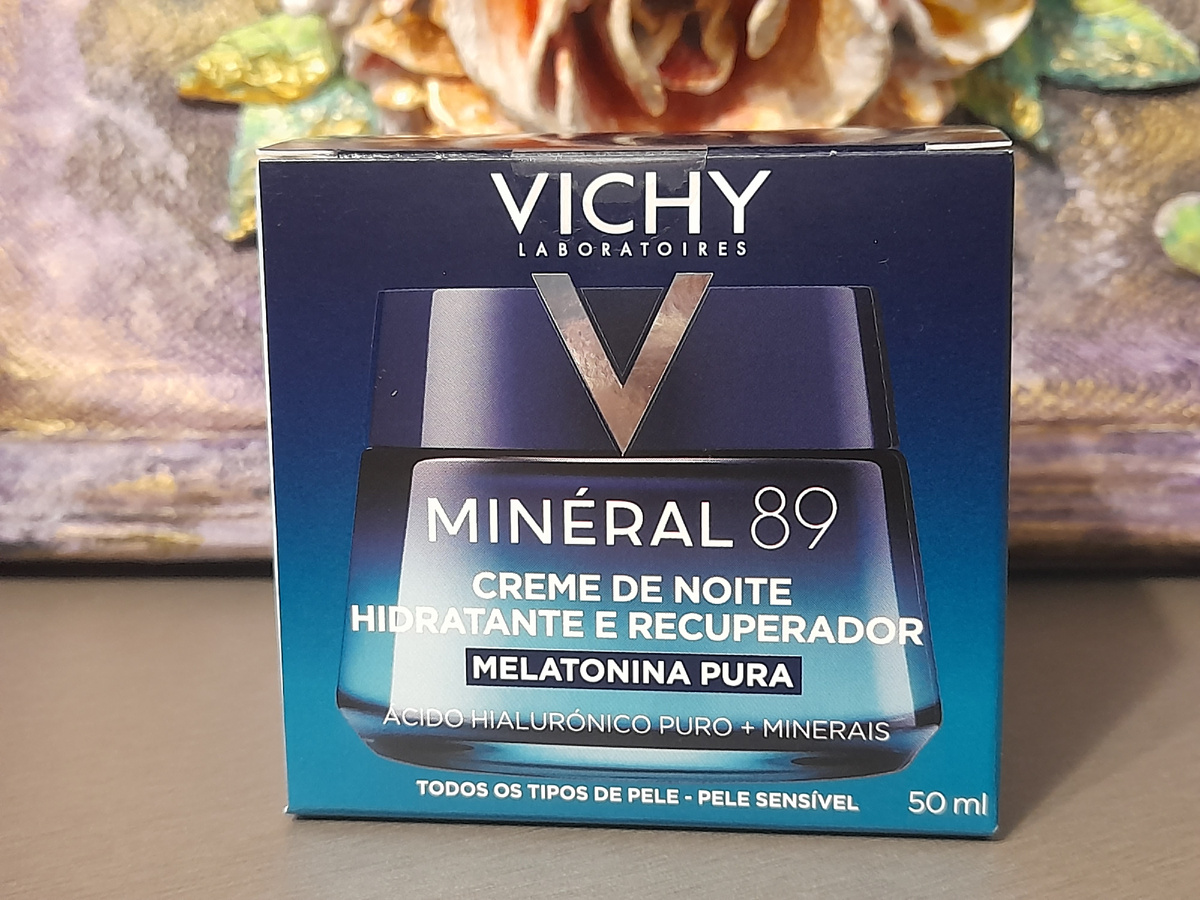 VICHY
LABORATOIRES
MINÉRAL 89
CREME DE NOITE
HIDRATANTE E RECUPERADOR
MELATONINA PURA
ÁCIDO HIALURÓNICO PURO + MINERAIS
TODOS OS TIPOS DE PELE - PELE SENSÍVEL
50 ml